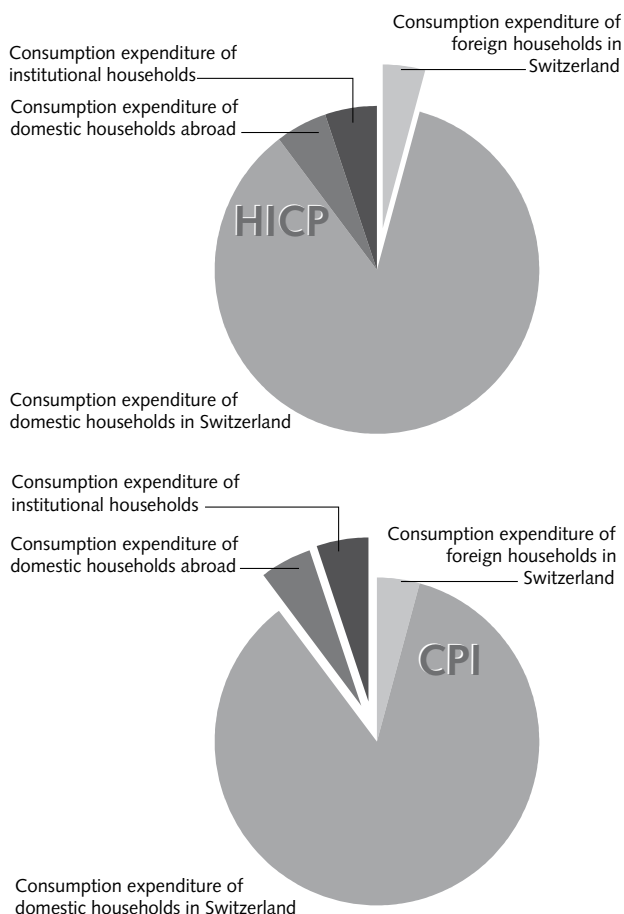 Consumption expenditure of
foreign households in
Switzerland
Consumption expenditure of
institutional households
Consumption expenditure of
domestic households abroad
HICP
Consumption expenditure of
domestic households in Switzerland
Consumption expenditure of
institutional households
Consumption expenditure of
domestic households abroad
Consumption expenditure of
foreign households in
Switzerland
CPI
Consumption expenditure of
domestic households in Switzerland